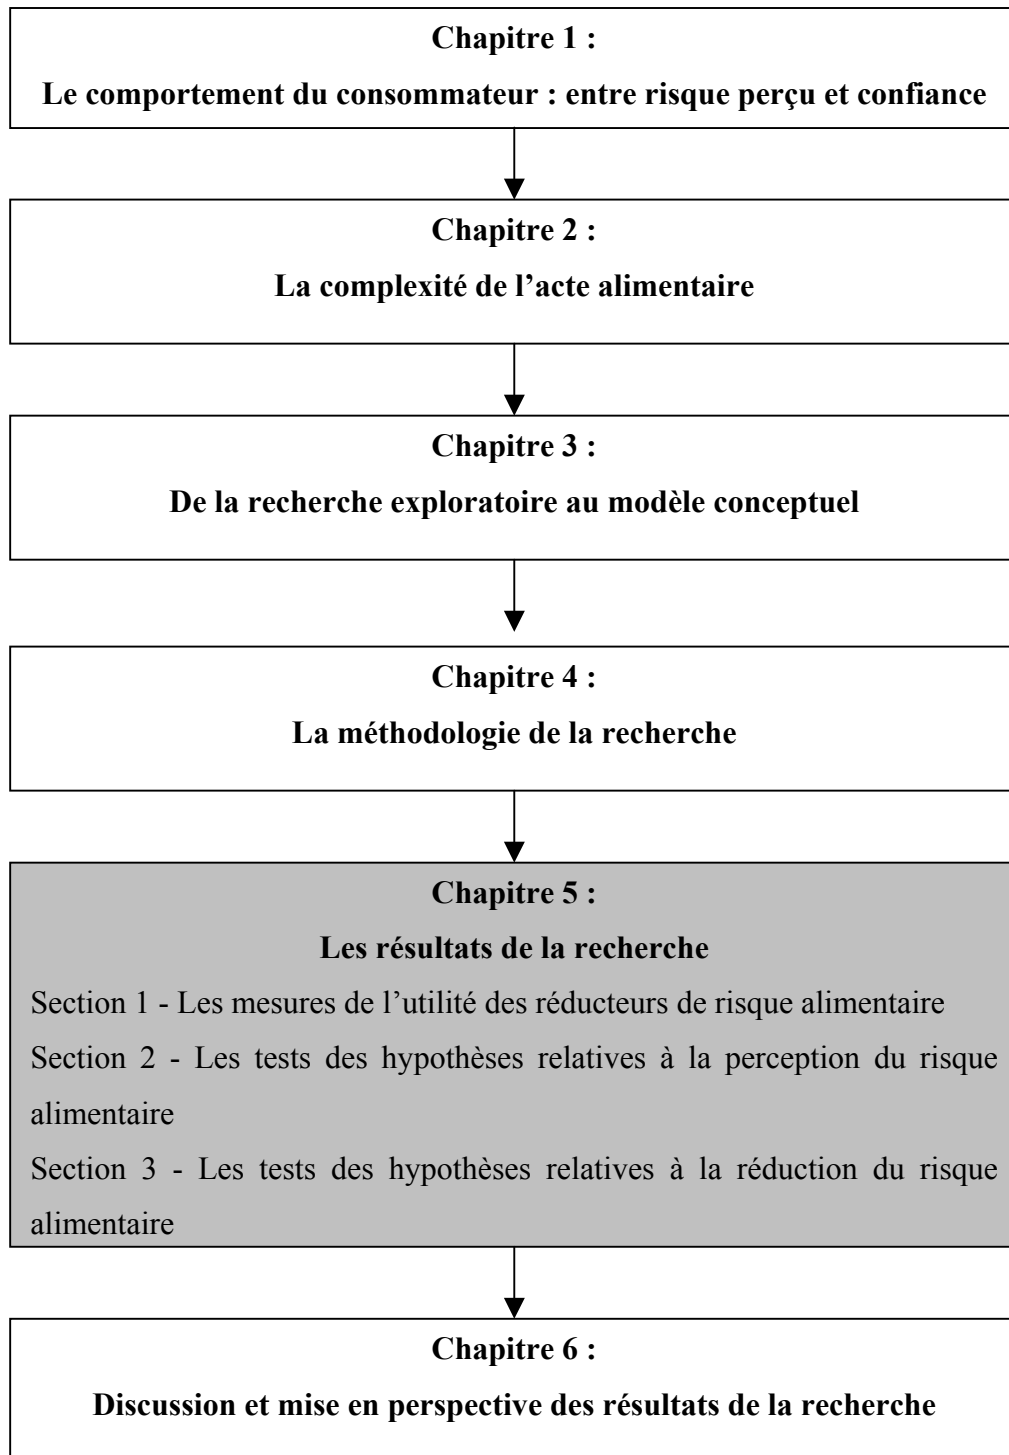 Chapitre 1 :
Le comportement du consommateur : entre risque perçu et confiance
Chapitre 2 :
La complexité de l’acte alimentaire
Chapitre 3 :
De la recherche exploratoire au modèle conceptuel
Chapitre 4 :
La méthodologie de la recherche
Chapitre 5 :
Les résultats de la recherche
Section 1 - Les mesures de l’utilité des réducteurs de risque alimentaire
Section 2 - Les tests des hypothèses relatives à la perception du risque
alimentaire
Section 3 - Les tests des hypothèses relatives à la réduction du risque
alimentaire
Chapitre 6 :
Discussion et mise en perspective des résultats de la recherche